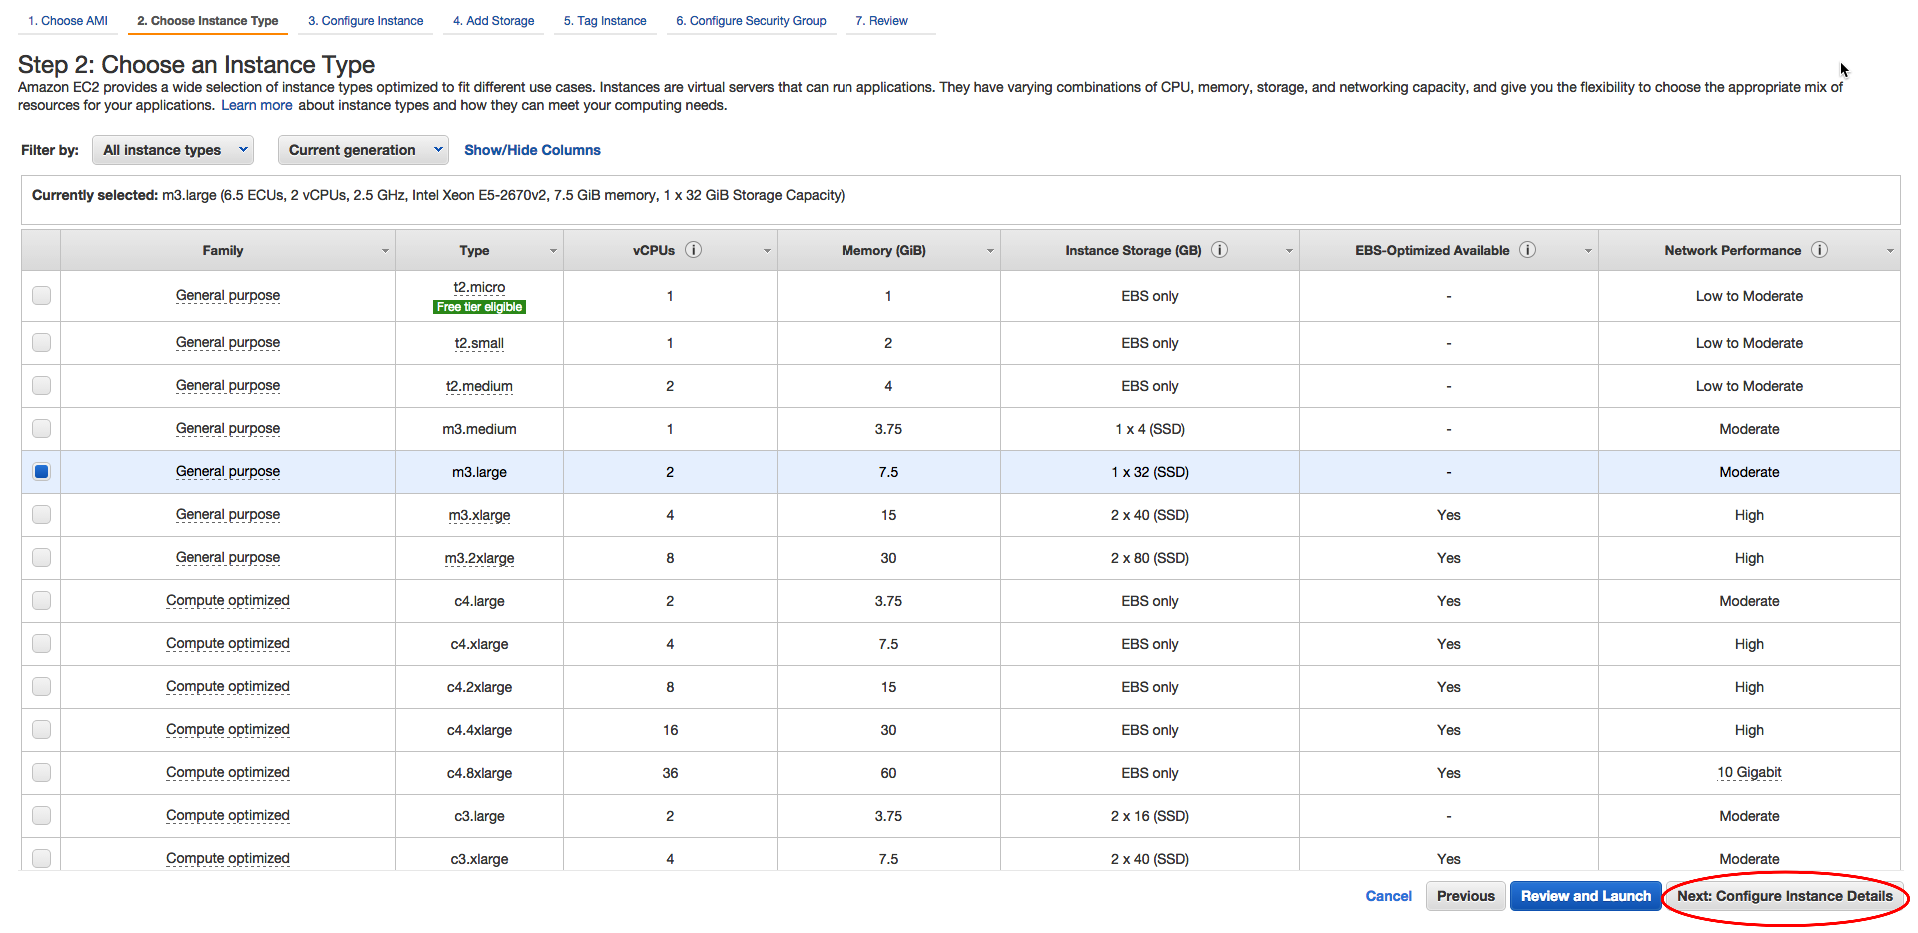 1. Choose AMI 2. Choose Instance Type 3. Configure Instance 4. Add Storage 5. Tag Instance 6. Configure Security Group 7. Review
Step 2: Choose an Instance Type
Amazon EC2 provides a wide selection of instance types optimized to fit different use cases. Instances are virtual servers that can run applications. They have varying combinations of CPU, memory, storage, and networking capacity, and give you the flexibility to choose the appropriate mix of
resources for your applications. Learn more about instance types and how they can meet your computing needs.
Filter by: All instance types Current generation Show/Hide Columns
Currently selected: m3.large (6.5 ECUs, 2 vCPUs, 2.5 GHz, Intel Xeon E5-2670v2, 7.5 GiB memory, 1 x 32 GiB Storage Capacity)
Family Type vCPUs i Memory (GiB) Instance Storage (GB) i EBS-Optimized Available i Network Performance i
General purpose t2.micro 1 1 EBS only - Low to Moderate
Free tier eligible
General purpose t2.small 1 2 EBS only - Low to Moderate
General purpose t2.medium 2 4 EBS only - Low to Moderate
General purpose m3.medium 1 3.75 1 x 4 (SSD) - Moderate
General purpose m3.large 2 7.5 1 x 32 (SSD) - Moderate
General purpose m3.xlarge 4 15 2 x 40 (SSD) Yes High
General purpose m3.2xlarge 8 30 2 x 80 (SSD) Yes High
Compute optimized c4.large 2 3.75 EBS only Yes Moderate
Compute optimized c4.xlarge 4 7.5 EBS only Yes High
Compute optimized c4.2xlarge 8 15 EBS only Yes High
Compute optimized c4.4xlarge 16 30 EBS only Yes High
Compute optimized c4.8xlarge 36 60 EBS only Yes 10 Gigabit
Compute optimized c3.large 2 3.75 2 x 16 (SSD) - Moderate
Compute optimized c3.xlarge 4 7.5 2 x 40 (SSD) Yes Moderate
Cancel Previous Review and Launch Next: Configure Instance Details